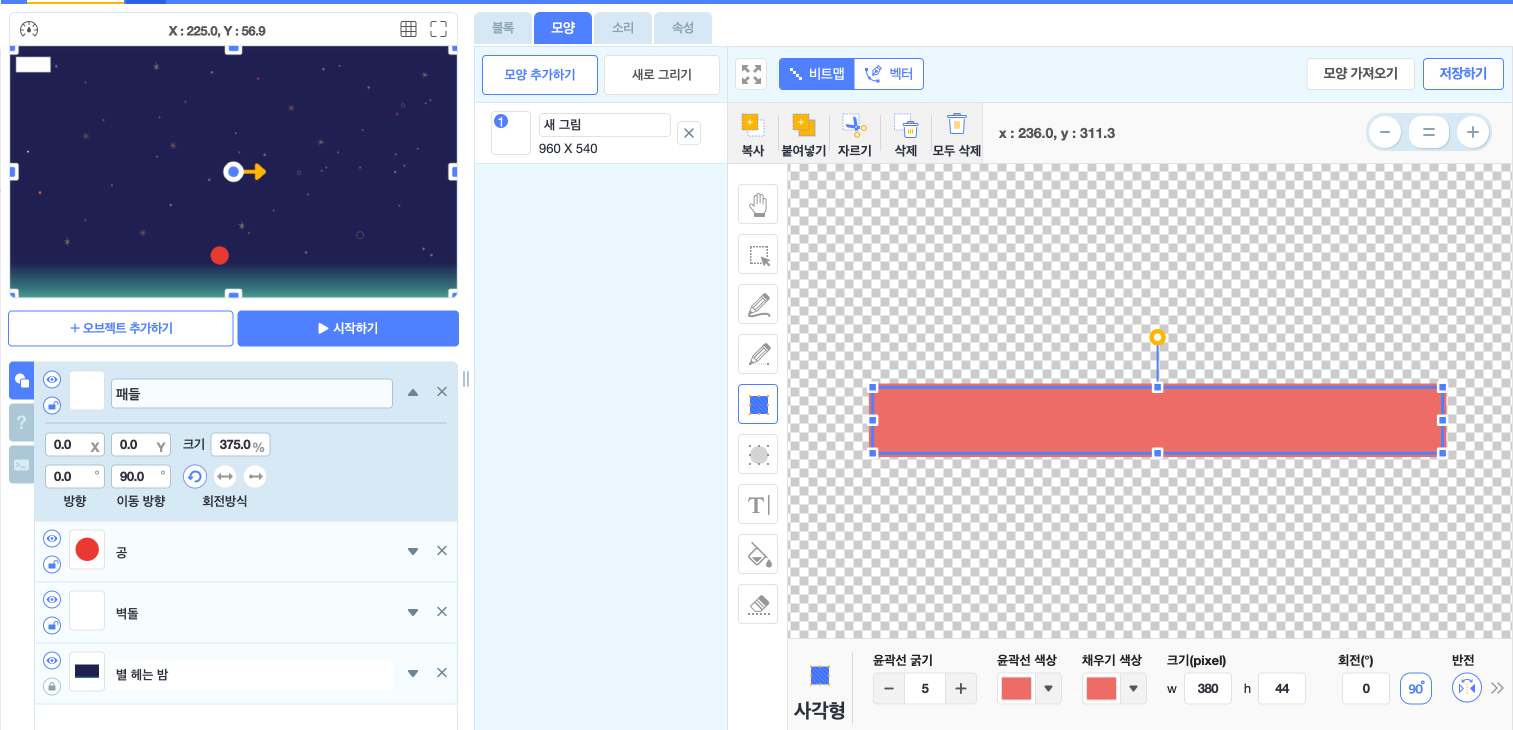 X : 225.0, Y : 56.9
블록
모양
소리
속성
모양 추가하기
새로 그리기
비트맵
벡터
모양 가져오기
저장하기
1
새 그림
960 X 540
복사
붙여넣기
자르기
삭제
모두 삭제
x : 236.0, y : 311.3
+ 오브젝트 추가하기
시작하기
패들
?
0.0 X
0.0 Y
크기
375.0 %
0.0 °
90.0 °
방향
이동 방향
회전방식
공
벽돌
별 헤는 밤
T
사각형
윤곽선 굵기
5
윤곽선 색상
채우기 색상
크기(pixel)
w 380 h 44
회전(°)
0
90°
반전